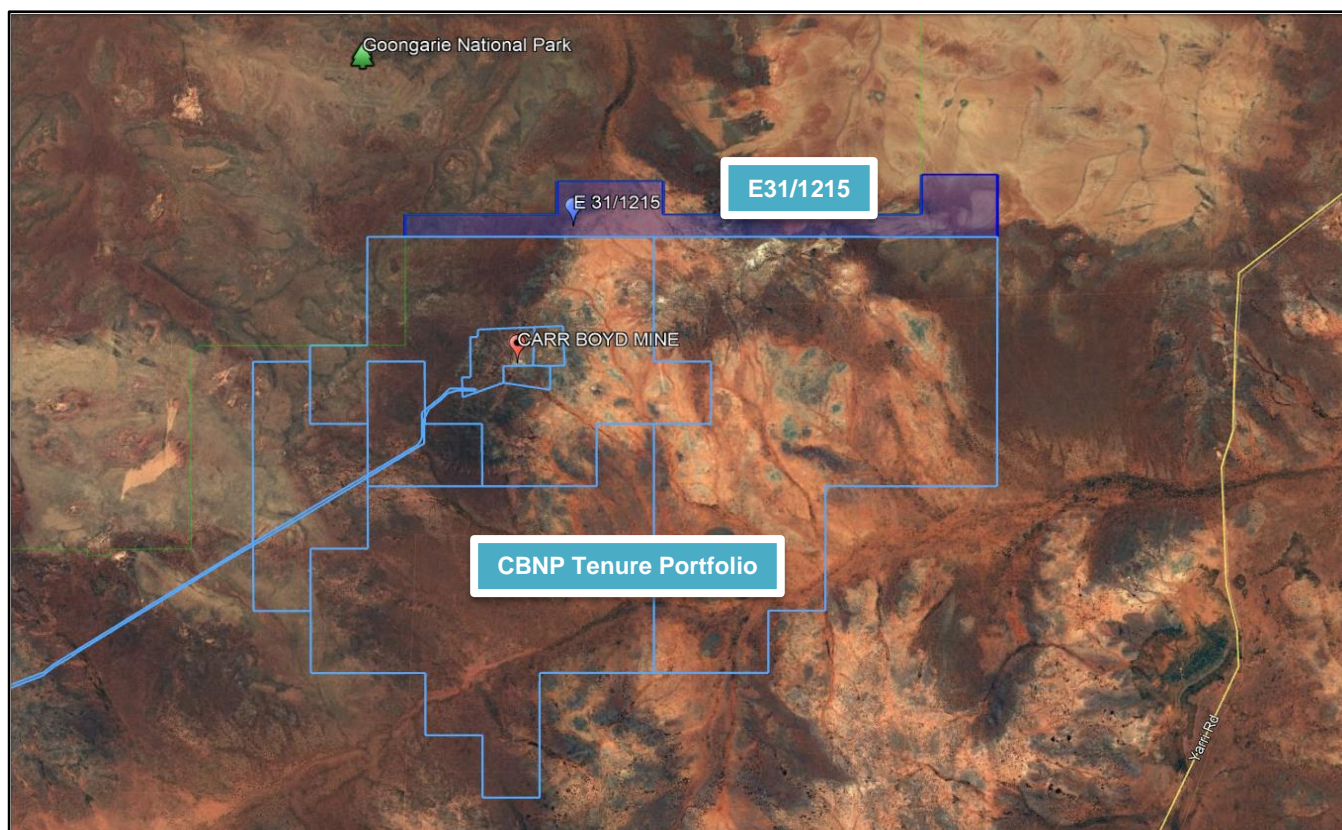 Goongarie National Park
E31/1215
E 31/1215
CARR BOYD MINE
CBNP Tenure Portfolio
Yarri Rd